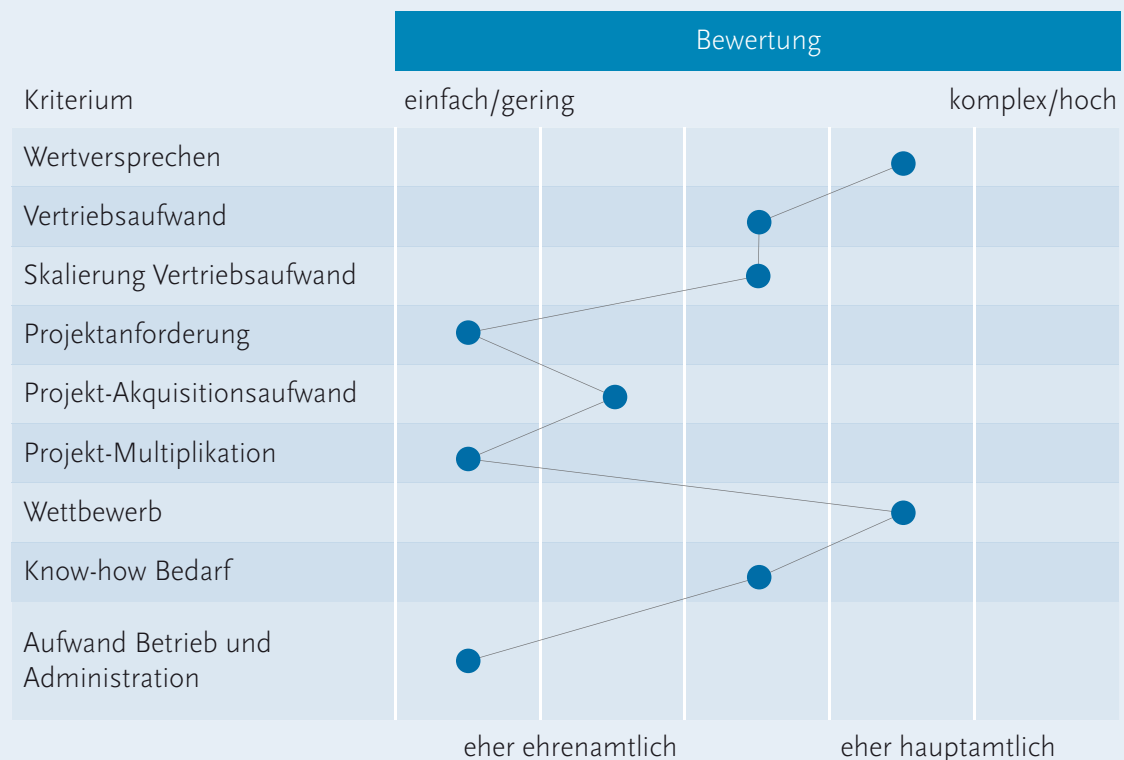 Bewertung
Kriterium einfach/gering komplex/hoch
Wertversprechen
Vertriebsaufwand
Skalierung Vertriebsaufwand
Projektanforderung
Projekt-Akquisitionsaufwand
Projekt-Multiplikation
Wettbewerb
Know-how Bedarf
Aufwand Betrieb und
Administration
eher ehrenamtlich eher hauptamtlich